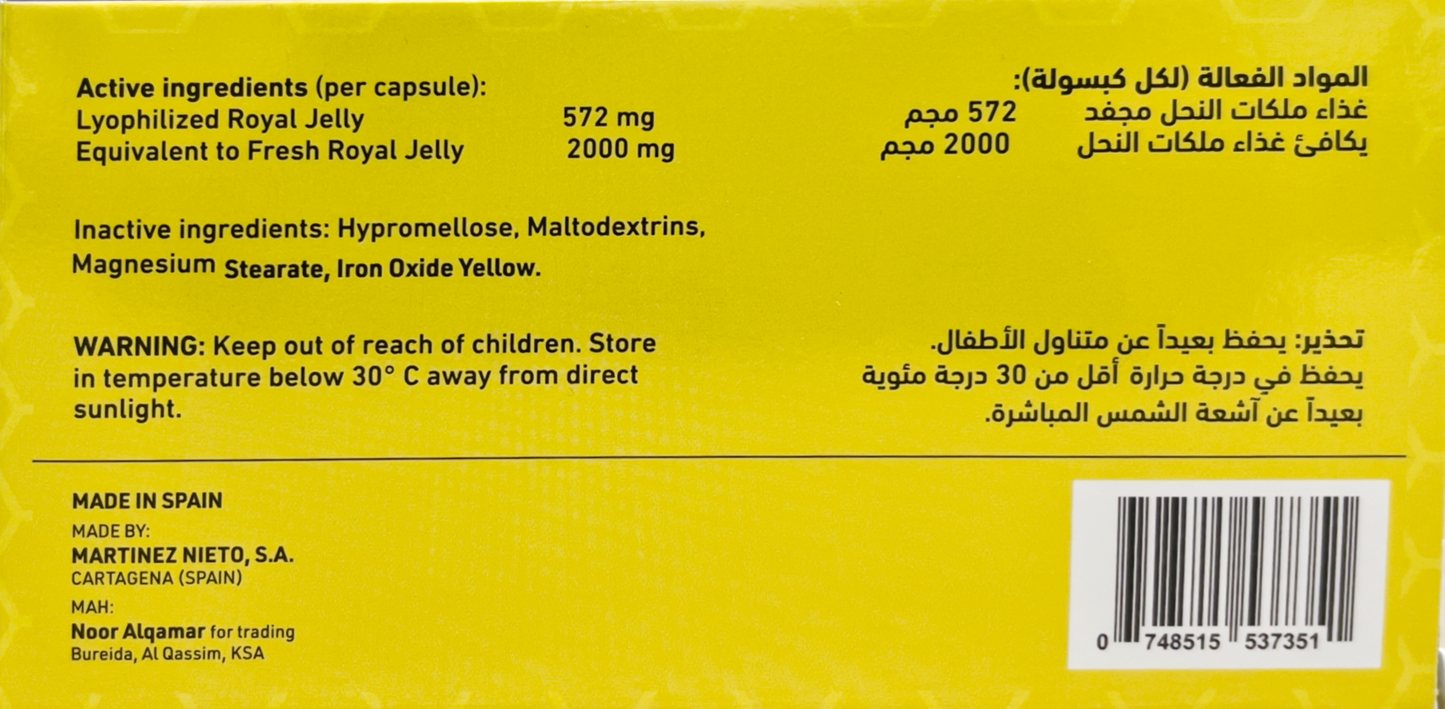 Active ingredients (per capsule):
Lyophilized Royal Jelly 572 mg
Equivalent to Fresh Royal Jelly 2000 mg
المواد الفعالة (لكل كبسولة):
غذاء ملكات النحل مجفد 572 مجم
يكافئ غذاء ملكات النحل 2000 مجم
Inactive ingredients: Hypromellose, Maltodextrins,
Magnesium Stearate, Iron Oxide Yellow.
WARNING: Keep out of reach of children. Store
in temperature below 30° C away from direct
sunlight.
تحذير: يحفظ بعيداً عن متناول الأطفال.
يحفظ في درجة حرارة أقل من 30 درجة مئوية
بعيداً عن آشعة الشمس المباشرة.
MADE IN SPAIN
MADE BY:
MARTINEZ NIETO, S.A.
CARTAGENA (SPAIN)
MAH:
Noor Alqamar for trading
Bureida, Al Qassim, KSA
0 748515 537351